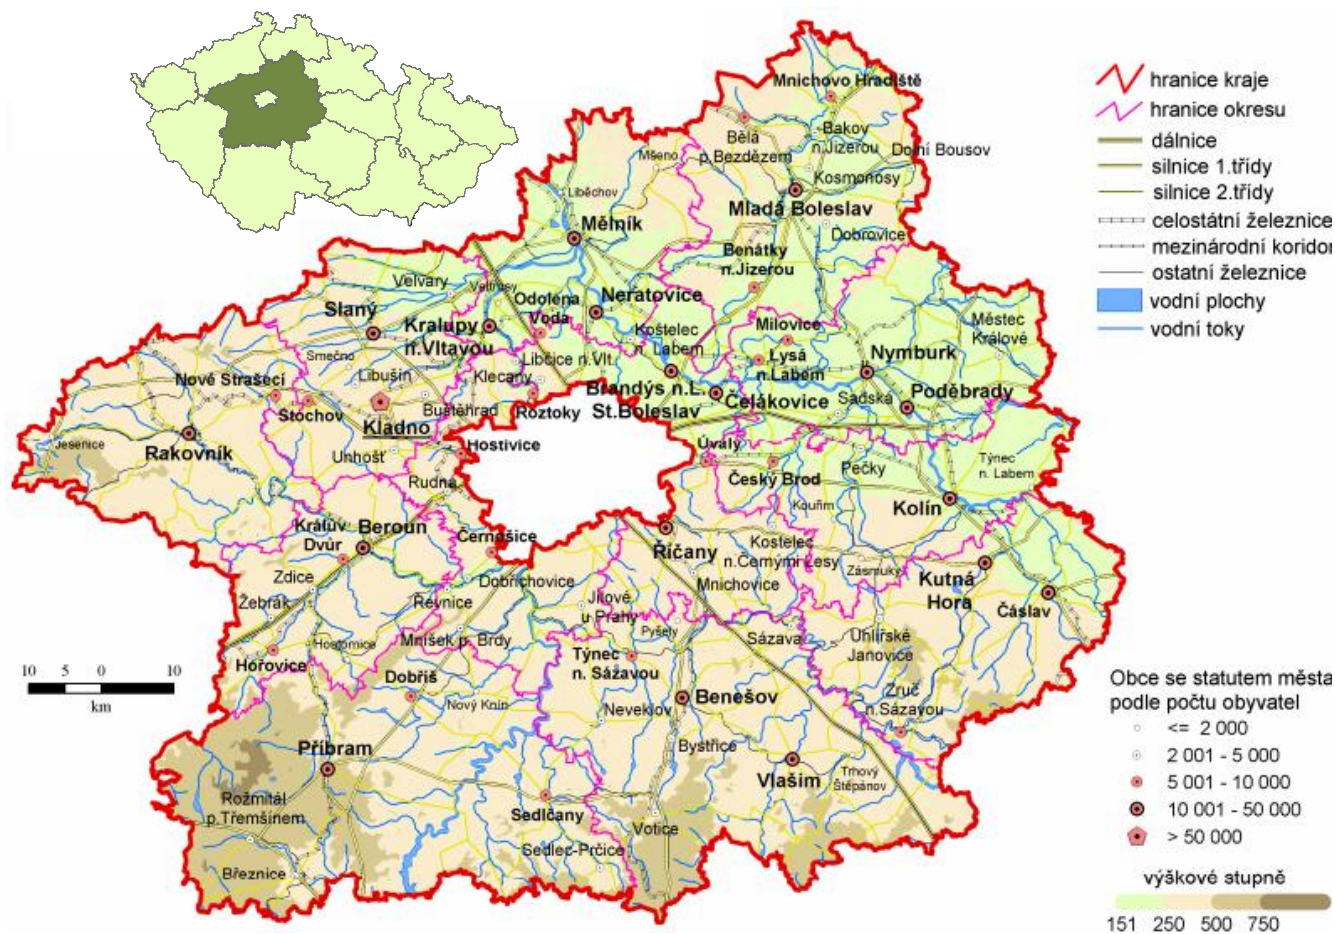 Mnichovo Hradiště
Bělá
p.Bezdězem
Bakov
n.Jizerou
Dolní Bousov
Mšeno
Kosmonosy
Liběchov
Mladá Boleslav
Mělník
Dobrovice
Benátky
n.Jizerou
Velvary
Veltrusy
Odolena
Voda
Neratovice
Slaný
Kralupy
n.Vltavou
Kostelec
n. Labem
Milovice
Městec
Králové
Smečno
Libčice n.Vlt.
Lysá
n.Labem
Nymburk
Nové Strašecí
Libušín
Klecany
Stochov
Buštěhrad
Roztoky
Brandýs n.L.
St.Boleslav
Čelákovice
Sadská
Poděbrady
Kladno
Jesenice
Rakovník
Hostivice
Unhošť
Úvaly
Pečky
Týnec
n. Labem
Rudná
Český Brod
Kouřim
Kolín
Králův
Dvůr
Beroun
Černošice
Říčany
Kostelec
n.Černými lesy
Zásmuky
Kutná
Hora
Zdice
Dobřichovice
Mnichovice
Čáslav
Žebrák
Řevnice
Jílové
u Prahy
Hostomice
Mníšek p. Brdy
Pyšely
Sázava
Uhlířské
Janovice
Hořovice
Týnec
n. Sázavou
Dobříš
Nový Knín
Benešov
Neveklov
Zruč
n.Sázavou
Příbram
Bystřice
Vlašim
Trhový
Štěpánov
Rožmitál
p.Třemšínem
Sedlčany
Votice
Sedlec-Prčice
Březnice
10 5 0 10
km
hranice kraje
hranice okresu
dálnice
silnice 1.třídy
silnice 2.třídy
celostátní železnice
mezinárodní koridor
ostatní železnice
vodní plochy
vodní toky
Obce se statutem města
podle počtu obyvatel
<= 2 000
2 001 - 5 000
5 001 - 10 000
10 001 - 50 000
> 50 000
výškové stupně
151 250 500 750